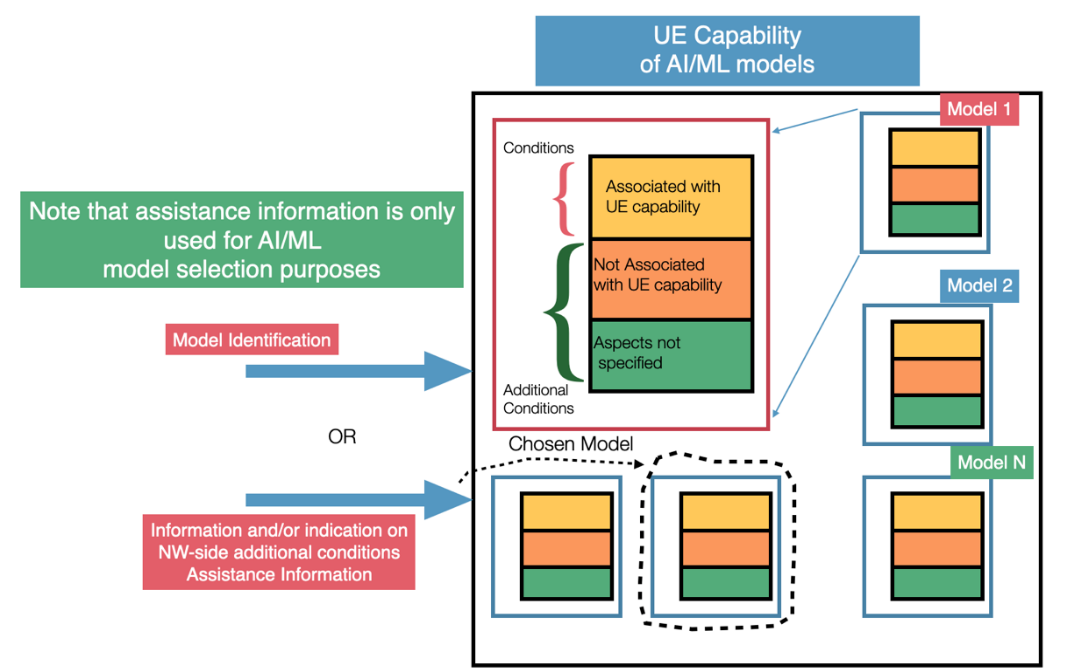 UE Capability
of AI/ML models
Model 1
Conditions
Associated with
UE capability
Note that assistance information is only
used for AI/ML
model selection purposes
Not Associated
with UE capability
Model 2
Model Identification
Aspects not
specified
Additional
Conditions
OR
Chosen Model
Model N
Information and/or indication on
NW-side additional conditions
Assistance Information